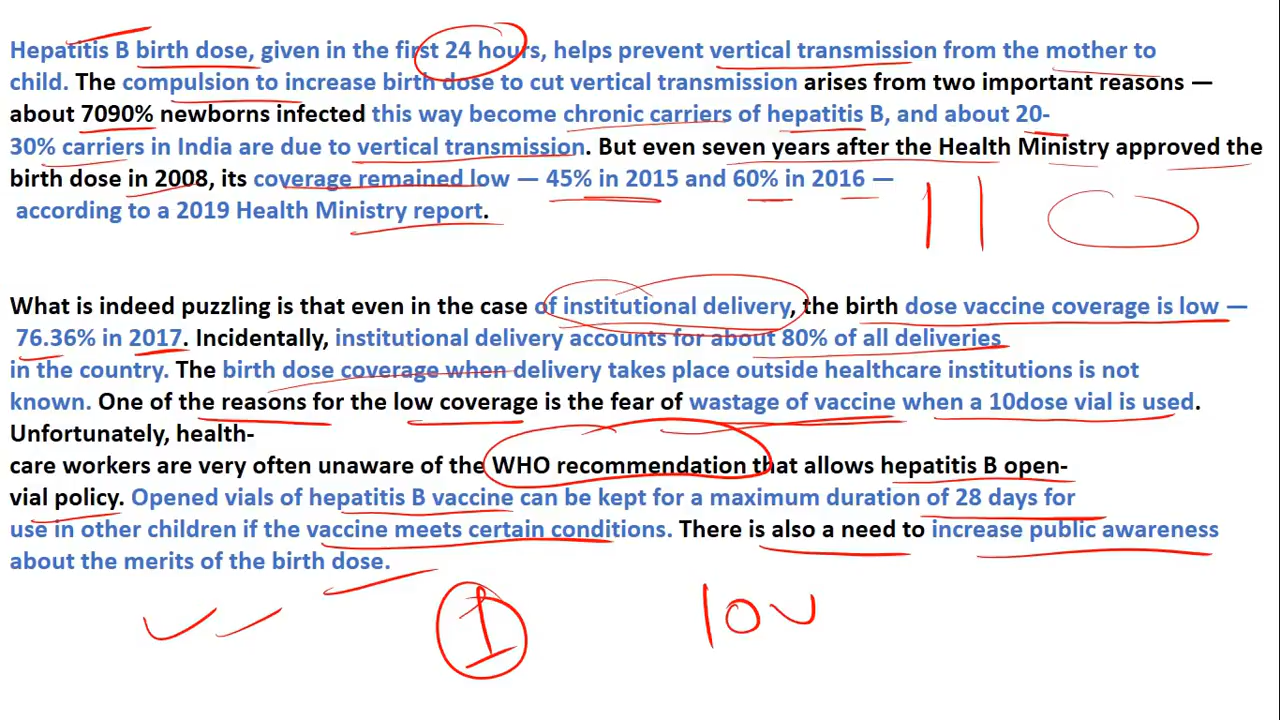 Hepatitis B birth dose, given in the first 24 hours, helps prevent vertical transmission from the mother to
child. The compulsion to increase birth dose to cut vertical transmission arises from two important reasons —
about 7090% newborns infected this way become chronic carriers of hepatitis B, and about 20-
30% carriers in India are due to vertical transmission. But even seven years after the Health Ministry approved the
birth dose in 2008, its coverage remained low — 45% in 2015 and 60% in 2016 —
according to a 2019 Health Ministry report.
What is indeed puzzling is that even in the case of institutional delivery, the birth dose vaccine coverage is low —
76.36% in 2017. Incidentally, institutional delivery accounts for about 80% of all deliveries
in the country. The birth dose coverage when delivery takes place outside healthcare institutions is not
known. One of the reasons for the low coverage is the fear of wastage of vaccine when a 10dose vial is used.
Unfortunately, health-
care workers are very often unaware of the WHO recommendation that allows hepatitis B open-
vial policy. Opened vials of hepatitis B vaccine can be kept for a maximum duration of 28 days for
use in other children if the vaccine meets certain conditions. There is also a need to increase public awareness
about the merits of the birth dose.